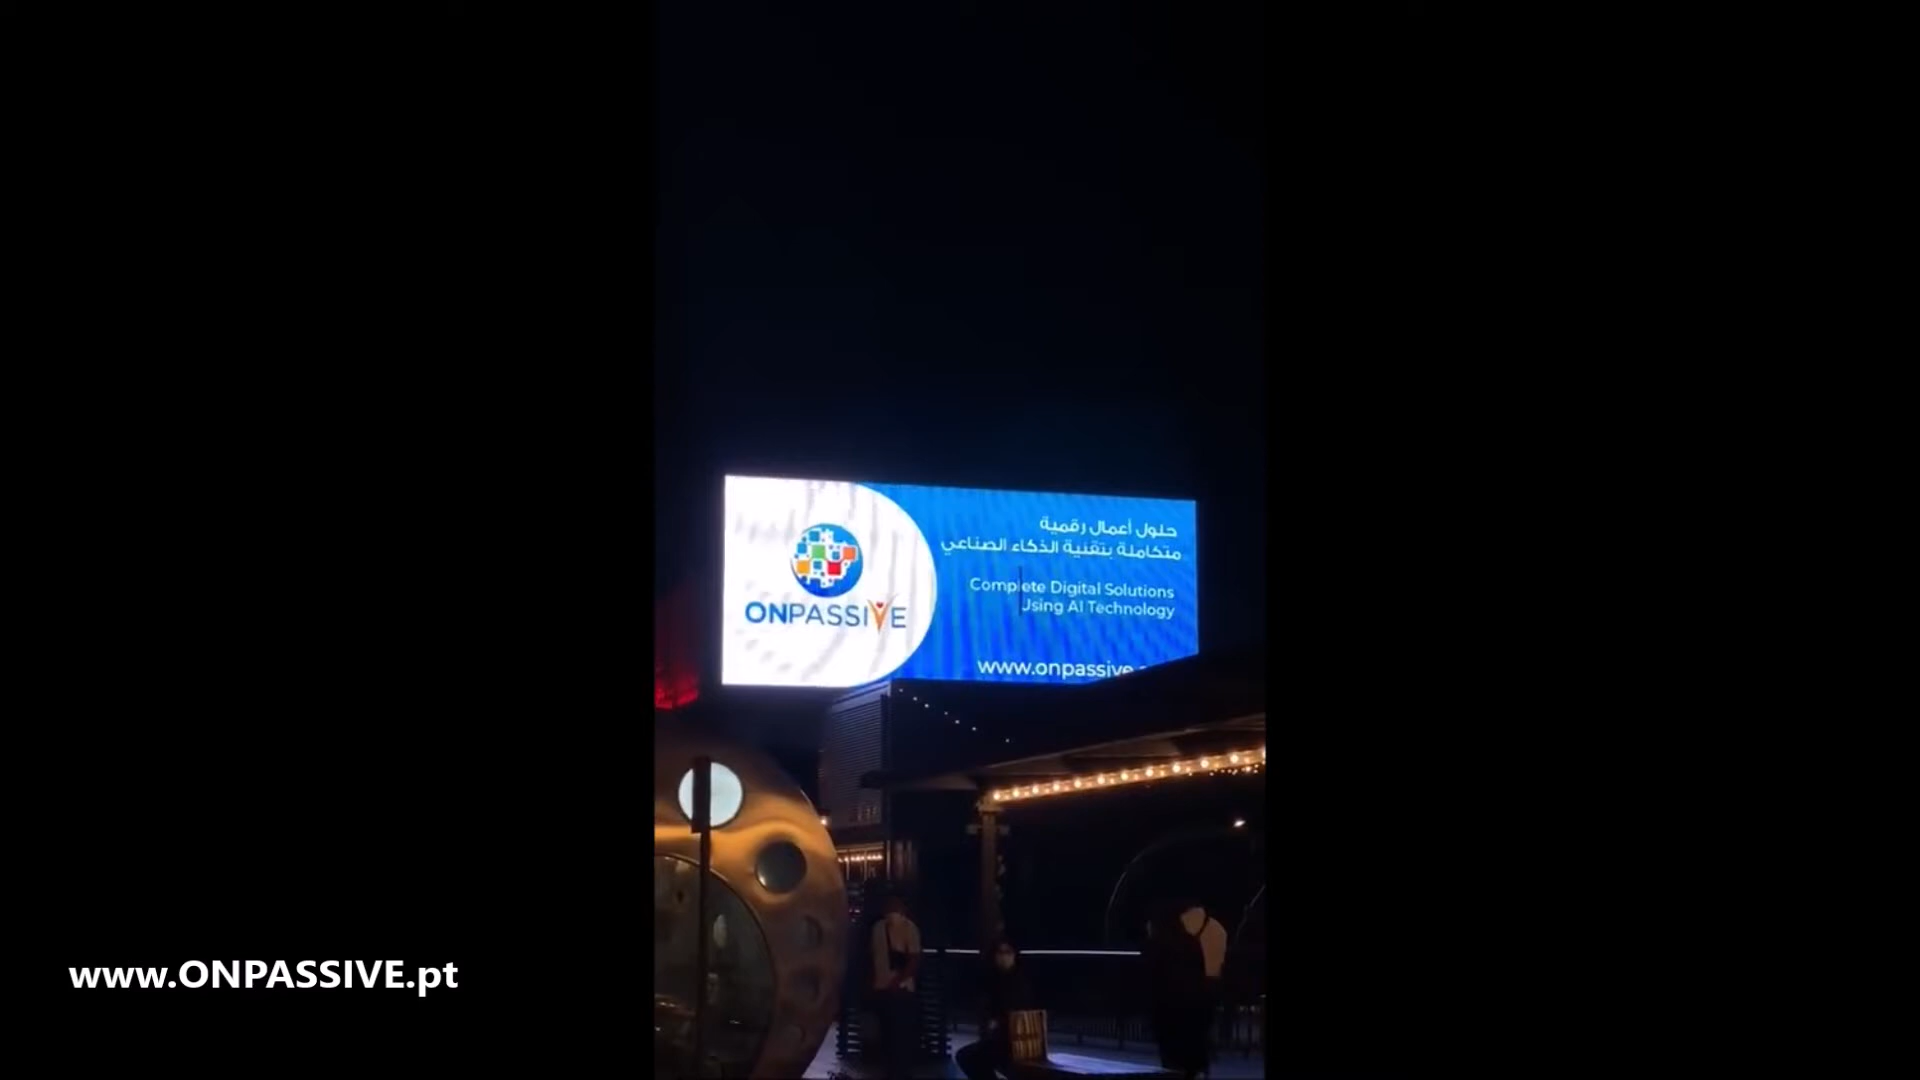 حلول أعمال رقمية
متكاملة بتقنية الذكاء الصناعي
Complete Digital Solutions
Using AI Technology
ONPASSIVE
www.onpassive.
www.ONPASSIVE.pt